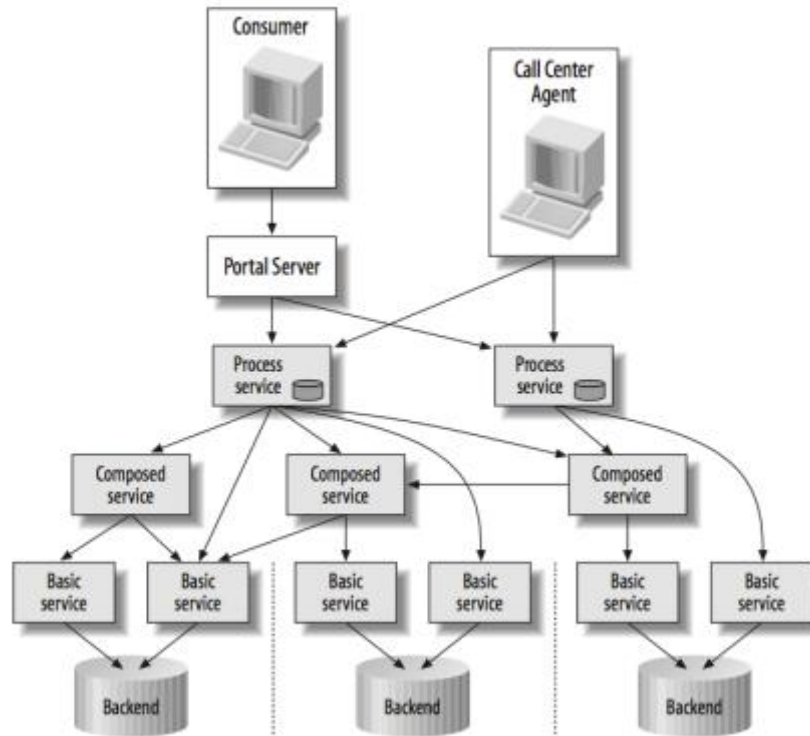 Consumer
Call Center
Agent
Portal Server
Process
service
Process
service
Composed
service
Composed
service
Composed
service
Basic
service
Basic
service
Basic
service
Basic
service
Basic
service
Basic
service
Backend
Backend
Backend